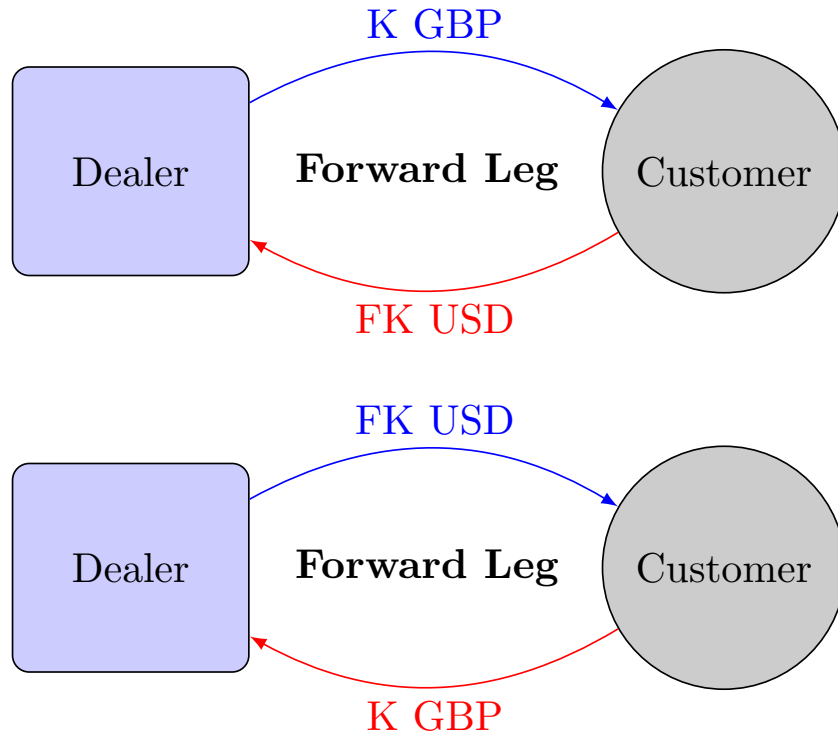 K GBP
Dealer
Forward Leg
Customer
FK USD
FK USD
Dealer
Forward Leg
Customer
K GBP